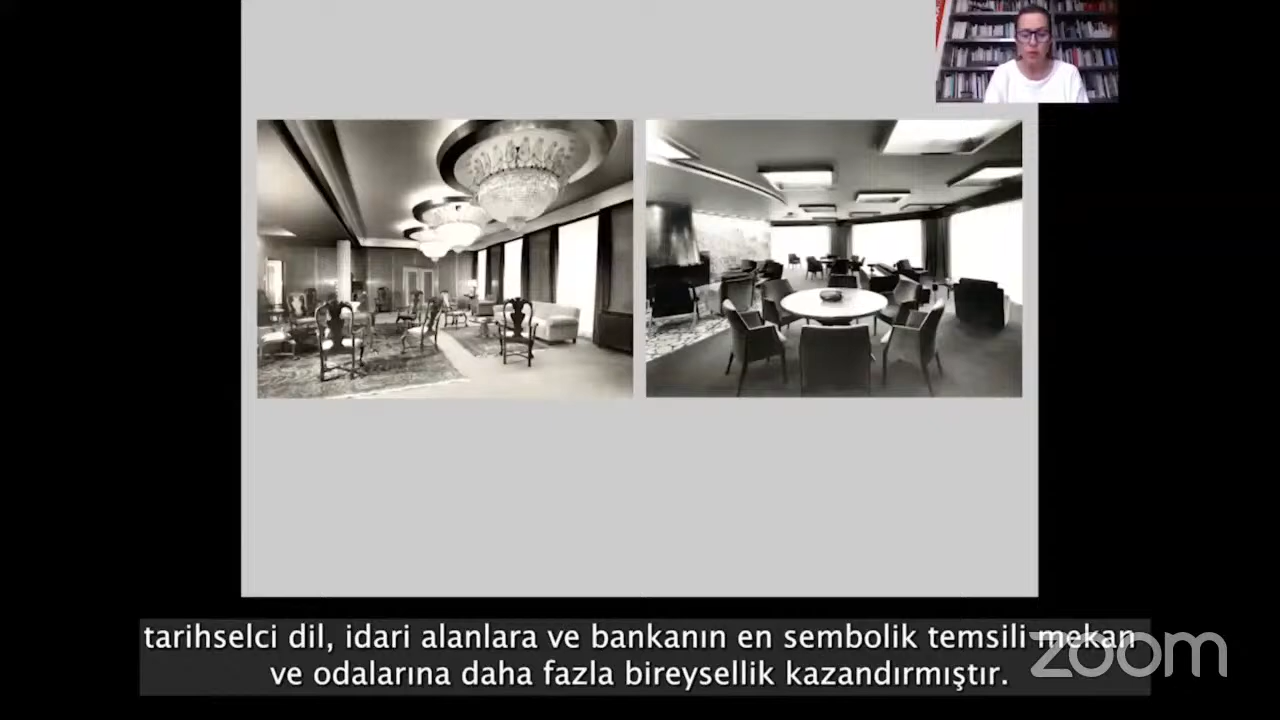 tarihselci dil, idari alanlara ve bankanın en sembolik temsili mekan
ve odalarına daha fazla bireysellik kazandırmıştır.
zoom